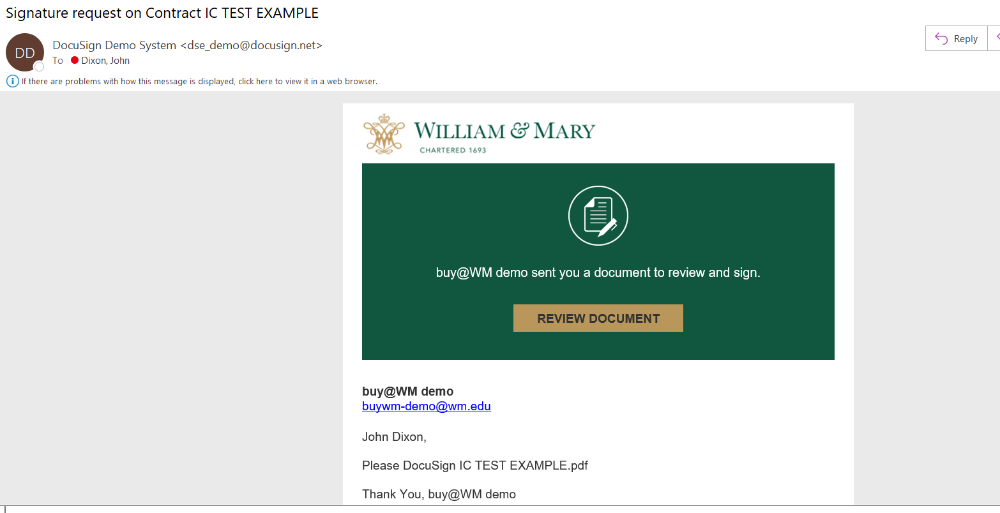 Signature request on Contract IC TEST EXAMPLE
DD
DocuSign Demo System <dse_demo@docusign.net>
To Dixon, John
Reply
If there are problems with how this message is displayed, click here to view it in a web browser.
WILLIAM & MARY
CHARTERED 1693
buy@WM demo sent you a document to review and sign.
REVIEW DOCUMENT
buy@WM demo
buywm-demo@wm.edu
John Dixon,
Please DocuSign IC TEST EXAMPLE.pdf
Thank You, buy@WM demo